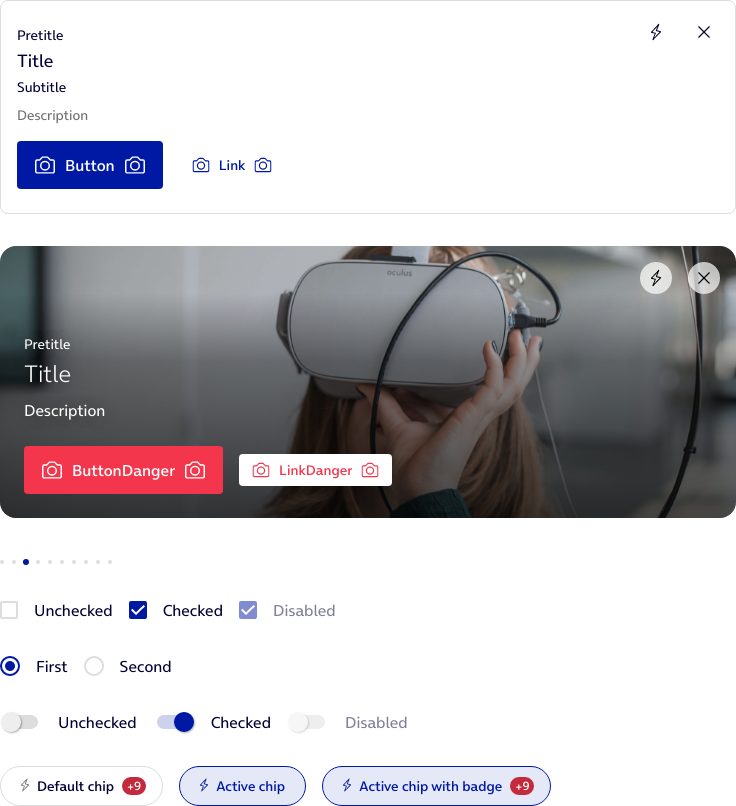 Pretitle
Title
Subtitle
Description
Button
Link
oculus
Pretitle
Title
Description
ButtonDanger
LinkDanger
Unchecked
Checked
Disabled
First
Second
Unchecked
Checked
Disabled
Default chip +9
Active chip
Active chip with badge +9